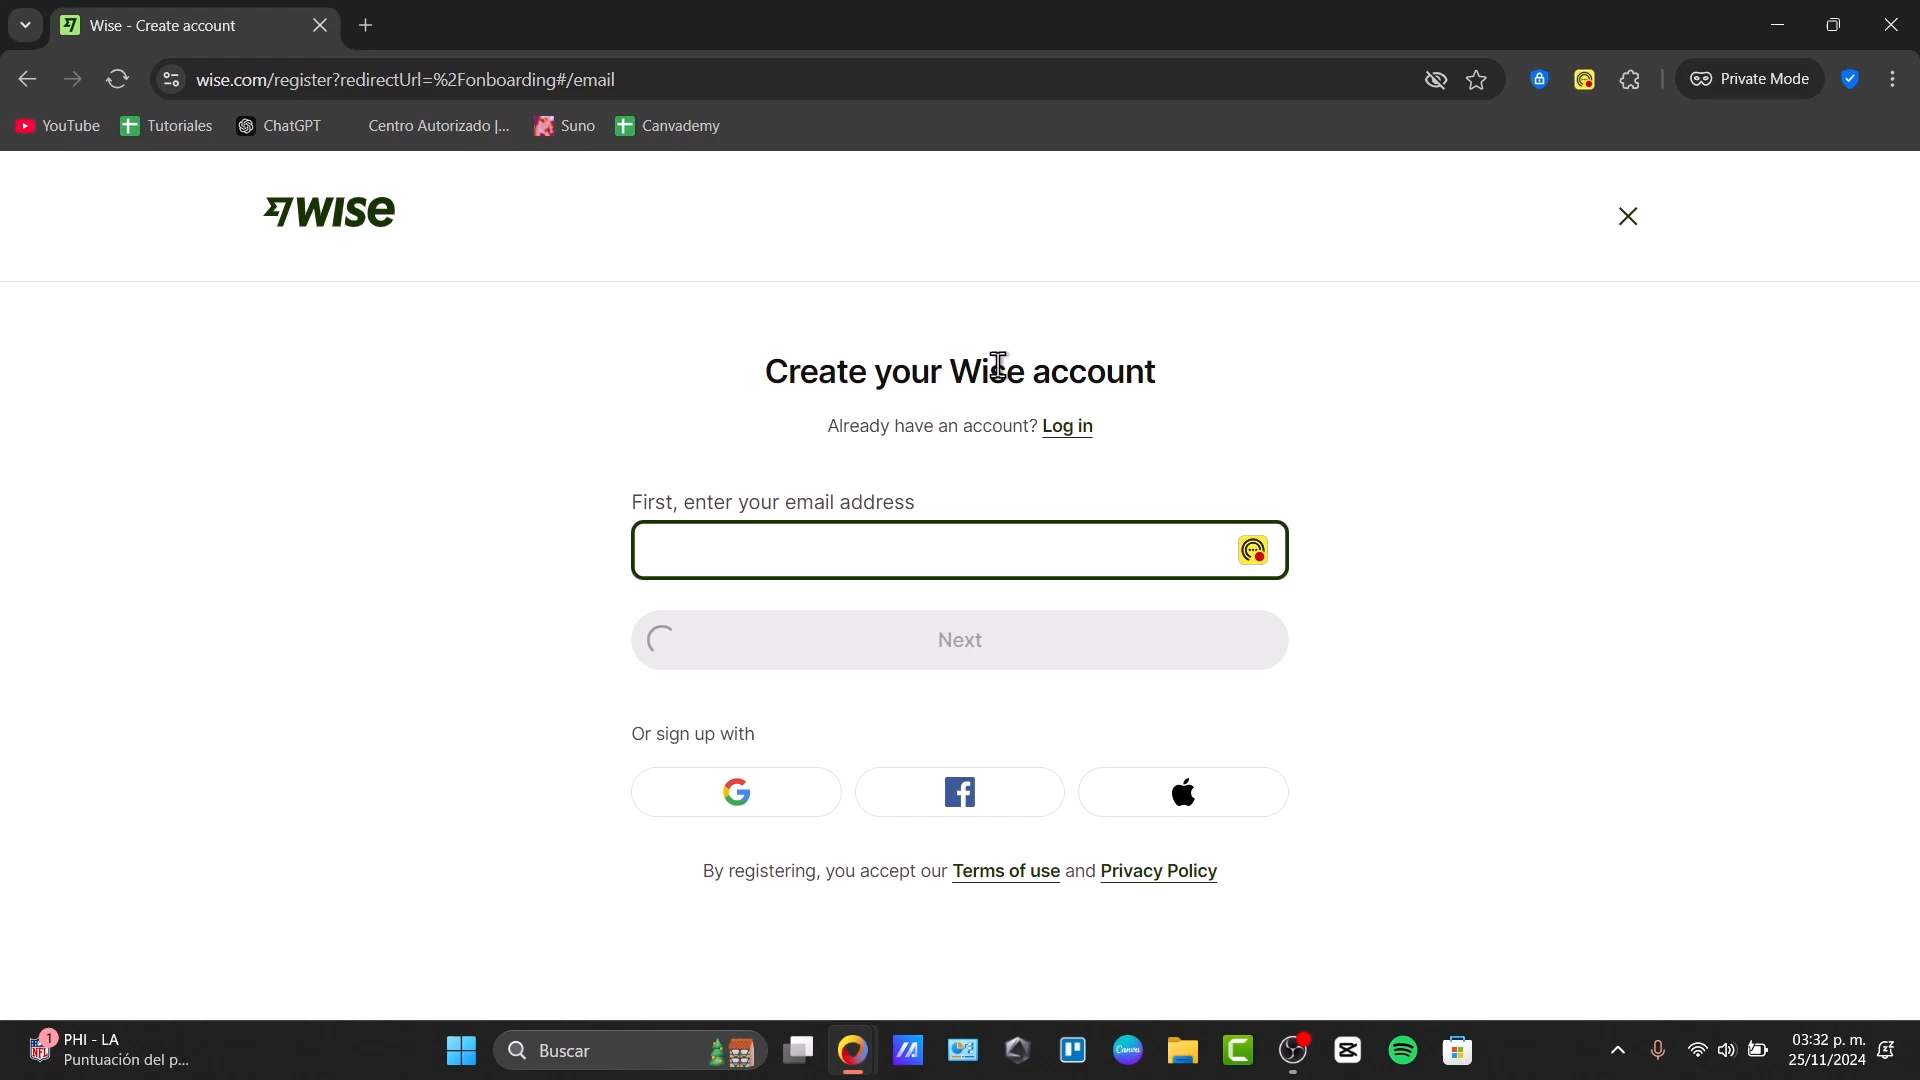 Wise - Create account
wise.com/register?redirectUrl=%2Fonboarding#/email
Private Mode
YouTube
Tutoriales
ChatGPT
Centro Autorizado |...
Suno
Canvademy
WISE
Create your Wise account
Already have an account? Log in
First, enter your email address
Next
Or sign up with
By registering, you accept our Terms of use and Privacy Policy
1
PHI - LA
Puntuación del p...
NFL
Buscar
Canva
03:32 p. m.
25/11/2024